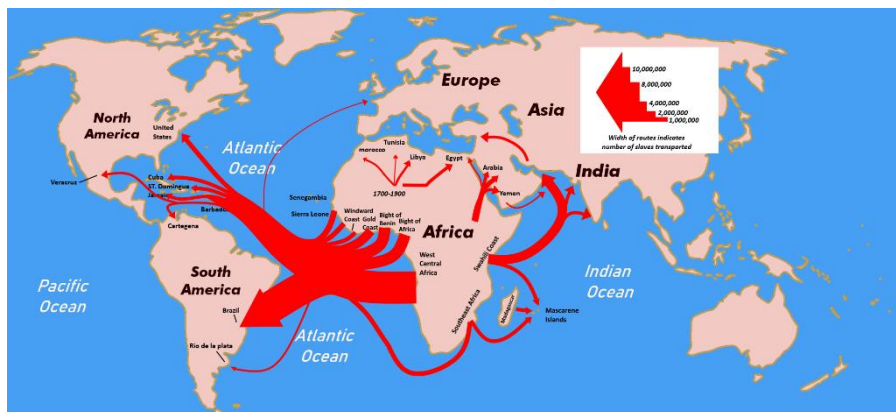 North
America
United
States
Atlantic
Ocean
Europe
Asia
10,000,000
8,000,000
4,000,000
2,000,000
1,000,000
Width of routes indicates
number of slaves transported
Veracruz
Cuba
ST. Domingue
Jamaica
Barbad
Cartegena
morocco
Tunisia
Libya
Egypt
Arabia
Yemen
India
1700-1900
Senegambia
Sierra Leone
Windward
Coast
Gold
Coast
Bight of
Benin
Bight of
Africa
Africa
West
Central
Africa
Swahili Coast
Southeast Africa
Madagascar
Mascarene
Islands
Indian
Ocean
Pacific
Ocean
South
America
Brazil
Rio de la plata
Atlantic
Ocean